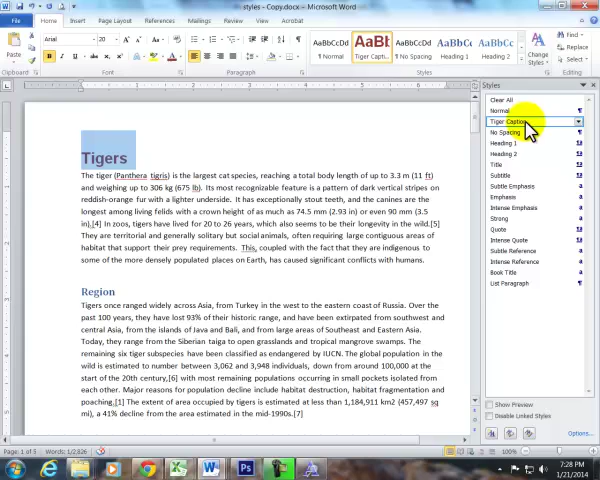 styles - Copy.docx - Microsoft Word
File Home Insert Page Layout References Mailings Review View Acrobat
Arial 20
AaBbCcDd AaBl AaBbCcDd AaBbCc AaBbCc
¶ Normal Tiger Capti... ¶ No Spacing Heading 1 Heading 2
Change Styles
Find
Replace
Select
Paste
Clipboard Font Paragraph Styles Editing
Tigers
The tiger (Panthera tigris) is the largest cat species, reaching a total body length of up to 3.3 m (11 ft)
and weighing up to 306 kg (675 lb). Its most recognizable feature is a pattern of dark vertical stripes on
reddish-orange fur with a lighter underside. It has exceptionally stout teeth, and the canines are the
longest among living felids with a crown height of as much as 74.5 mm (2.93 in) or even 90 mm (3.5
in).[4] In zoos, tigers have lived for 20 to 26 years, which also seems to be their longevity in the wild.[5]
They are territorial and generally solitary but social animals, often requiring large contiguous areas of
habitat that support their prey requirements. This, coupled with the fact that they are indigenous to
some of the more densely populated places on Earth, has caused significant conflicts with humans.
Region
Tigers once ranged widely across Asia, from Turkey in the west to the eastern coast of Russia. Over the
past 100 years, they have lost 93% of their historic range, and have been extirpated from southwest and
central Asia, from the islands of Java and Bali, and from large areas of Southeast and Eastern Asia.
Today, they range from the Siberian taiga to open grasslands and tropical mangrove swamps. The
remaining six tiger subspecies have been classified as endangered by IUCN. The global population in the
wild is estimated to number between 3,062 and 3,948 individuals, down from around 100,000 at the
start of the 20th century,[6] with most remaining populations occurring in small pockets isolated from
each other. Major reasons for population decline include habitat destruction, habitat fragmentation and
poaching.[1] The extent of area occupied by tigers is estimated at less than 1,184,911 km2 (457,497 sq
mi), a 41% decline from the area estimated in the mid-1990s.[7]
Styles
Clear All
Normal
Tiger Caption
No Spacing
Heading 1
Heading 2
Title
Subtitle
Subtle Emphasis
Emphasis
Intense Emphasis
Strong
Quote
Intense Quote
Subtle Reference
Intense Reference
Book Title
List Paragraph
Show Preview
Disable Linked Styles
Options...
Page: 1 of 5 Words: 1/2,826 100%
7:28 PM
1/21/2014